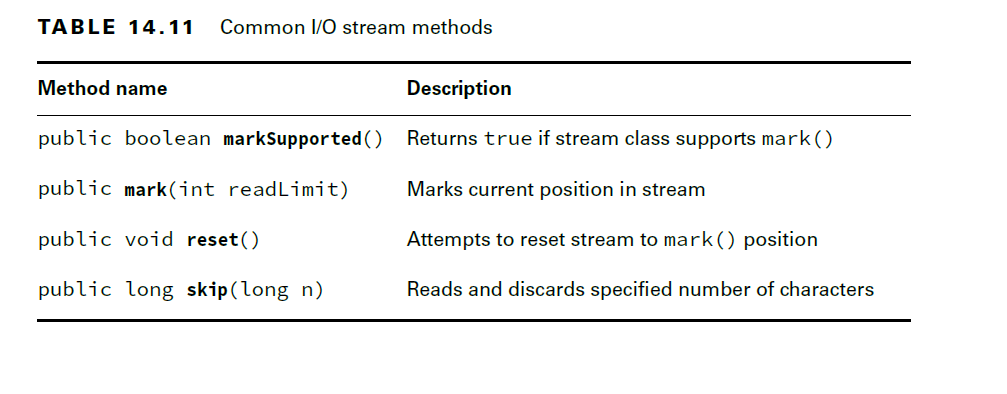 TABLE 14.11 Common I/O stream methods
Method name Description
public boolean markSupported() Returns true if stream class supports mark()
public mark(int readLimit) Marks current position in stream
public void reset() Attempts to reset stream to mark() position
public long skip(long n) Reads and discards specified number of characters